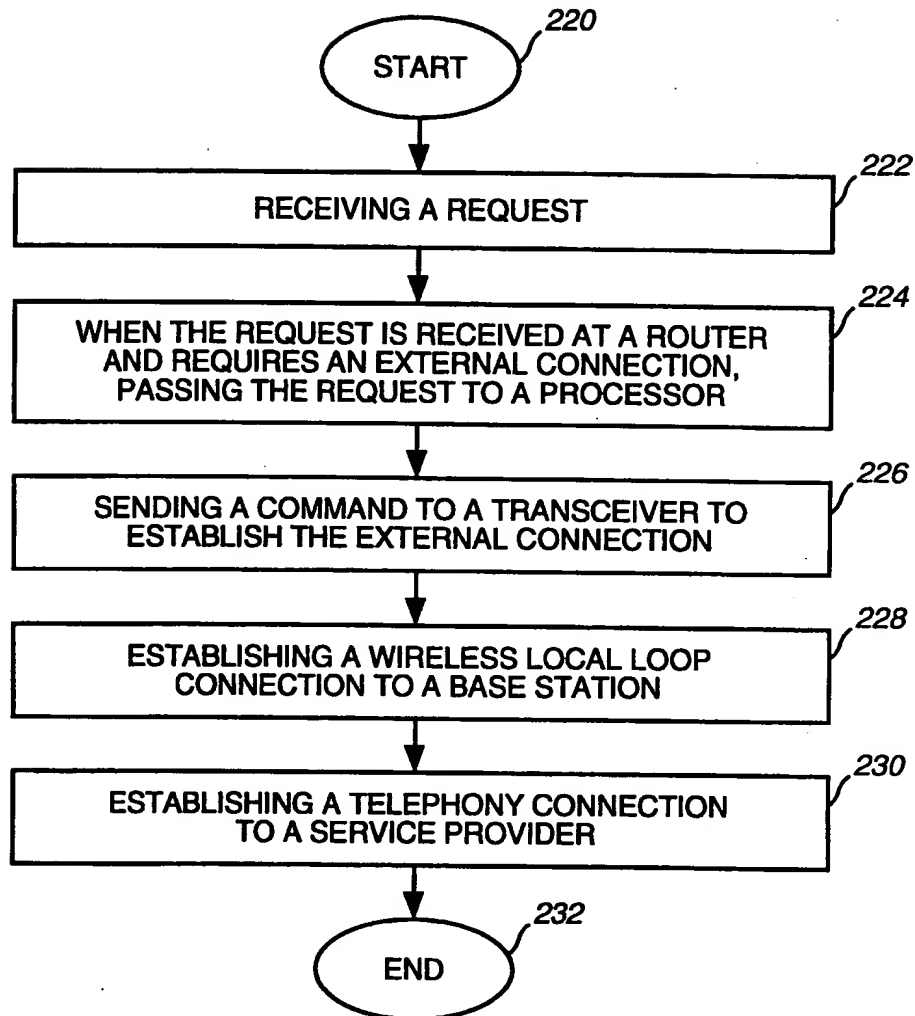 220
START
222
RECEIVING A REQUEST
224
WHEN THE REQUEST IS RECEIVED AT A ROUTER
AND REQUIRES AN EXTERNAL CONNECTION,
PASSING THE REQUEST TO A PROCESSOR
226
SENDING A COMMAND TO A TRANSCEIVER TO
ESTABLISH THE EXTERNAL CONNECTION
228
ESTABLISHING A WIRELESS LOCAL LOOP
CONNECTION TO A BASE STATION
230
ESTABLISHING A TELEPHONY CONNECTION
TO A SERVICE PROVIDER
232
END